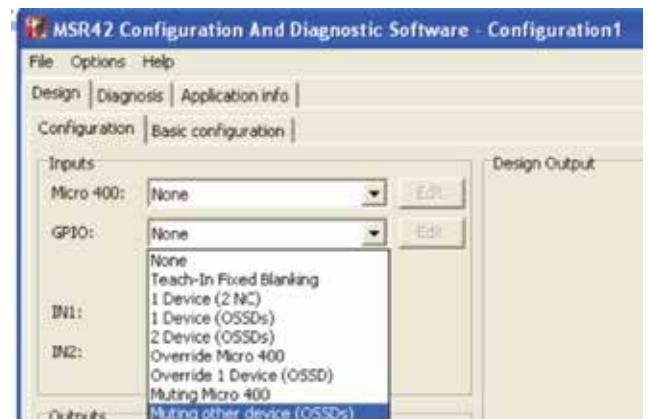 MSR42 Configuration And Diagnostic Software - Configuration1
File Options Help
Design Diagnosis Application info
Configuration Basic configuration
Inputs
Design Output
Micro 400: None Edit
GPIO: None Edit
None
Teach-In Fixed Blanking
1 Device (2 NC)
IN1:
1 Device (OSSDs)
2 Device (OSSDs)
IN2:
Override Micro 400
Override 1 Device (OSSD)
Muting Micro 400
Outputs
Muting other device (OSSDs)